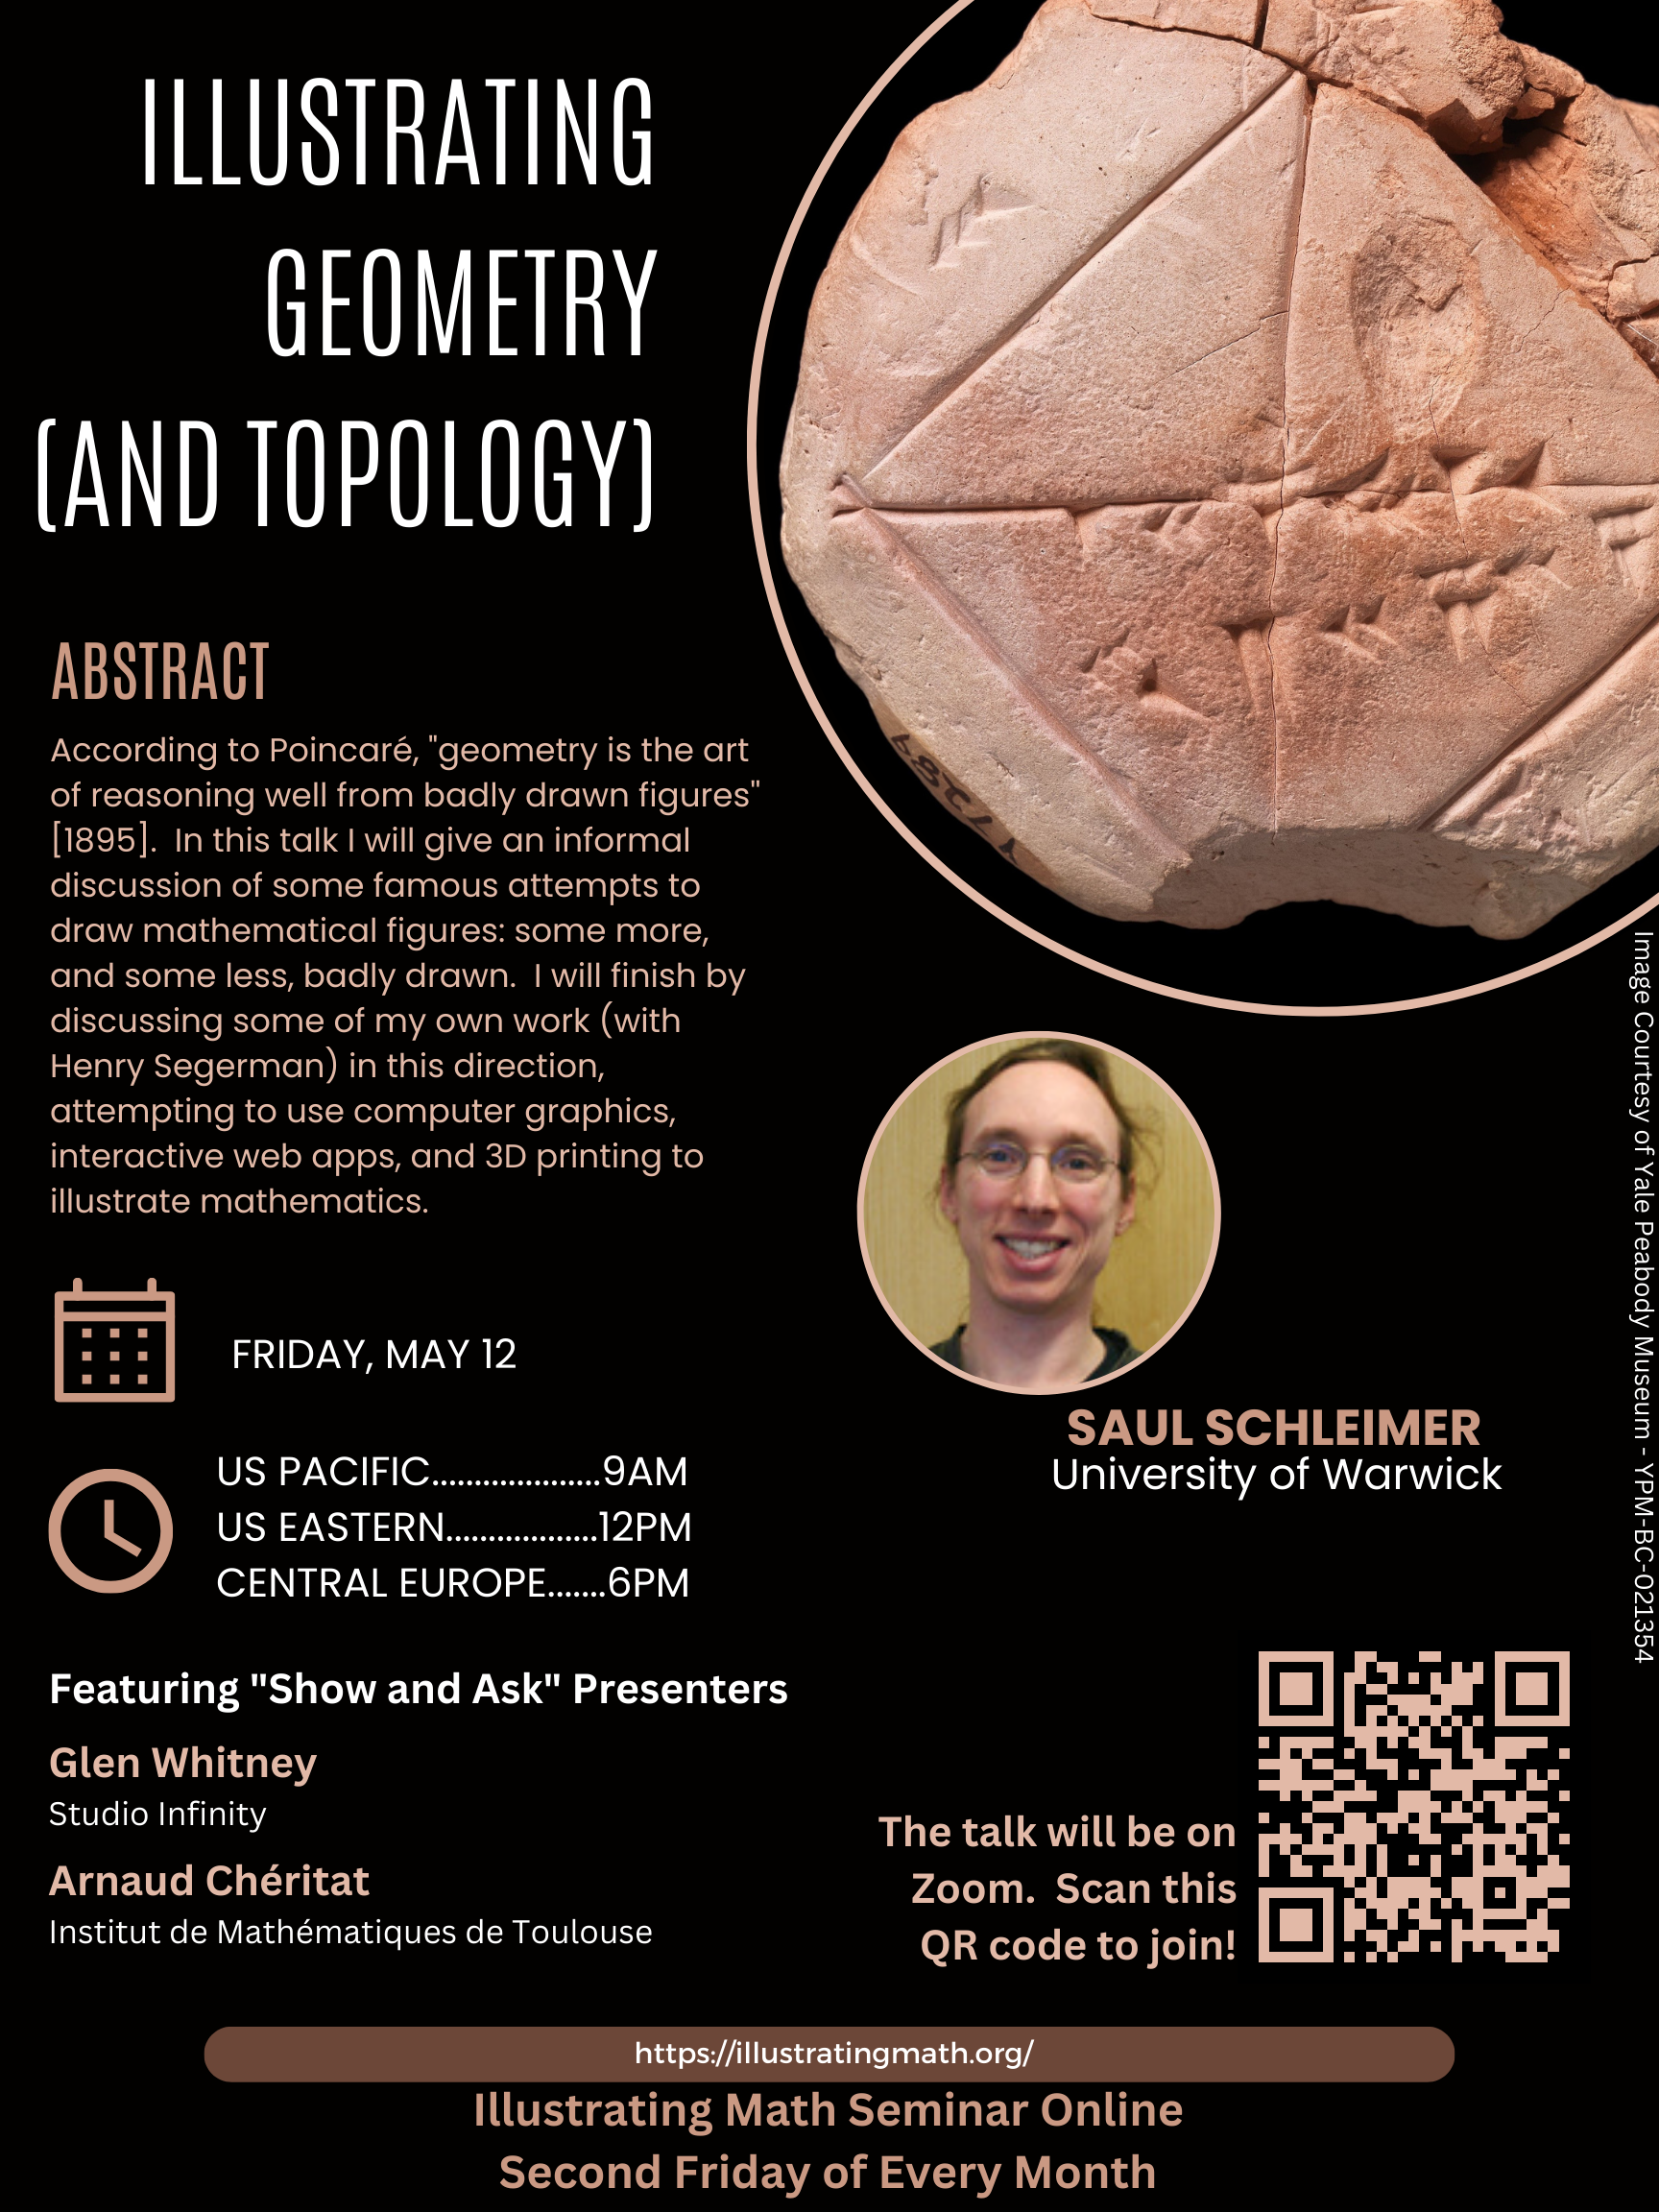 ILLUSTRATING
GEOMETRY
(AND TOPOLOGY)
ABSTRACT
According to Poincaré, "geometry is the art
of reasoning well from badly drawn figures"
[1895].  In this talk I will give an informal
discussion of some famous attempts to
draw mathematical figures: some more,
and some less, badly drawn.  I will finish by
discussing some of my own work (with
Henry Segerman) in this direction,
attempting to use computer graphics,
interactive web apps, and 3D printing to
illustrate mathematics.
FRIDAY, MAY 12
US PACIFIC....................9AM
US EASTERN..................12PM
CENTRAL EUROPE.......6PM
Featuring "Show and Ask" Presenters
Glen Whitney
Studio Infinity
Arnaud Chéritat
Institut de Mathématiques de Toulouse
Image Courtesy of Yale Peabody Museum - YPM-BC-021354
SAUL SCHLEIMER
University of Warwick
The talk will be on
Zoom.  Scan this
QR code to join!
https://illustratingmath.org/
Illustrating Math Seminar Online
Second Friday of Every Month